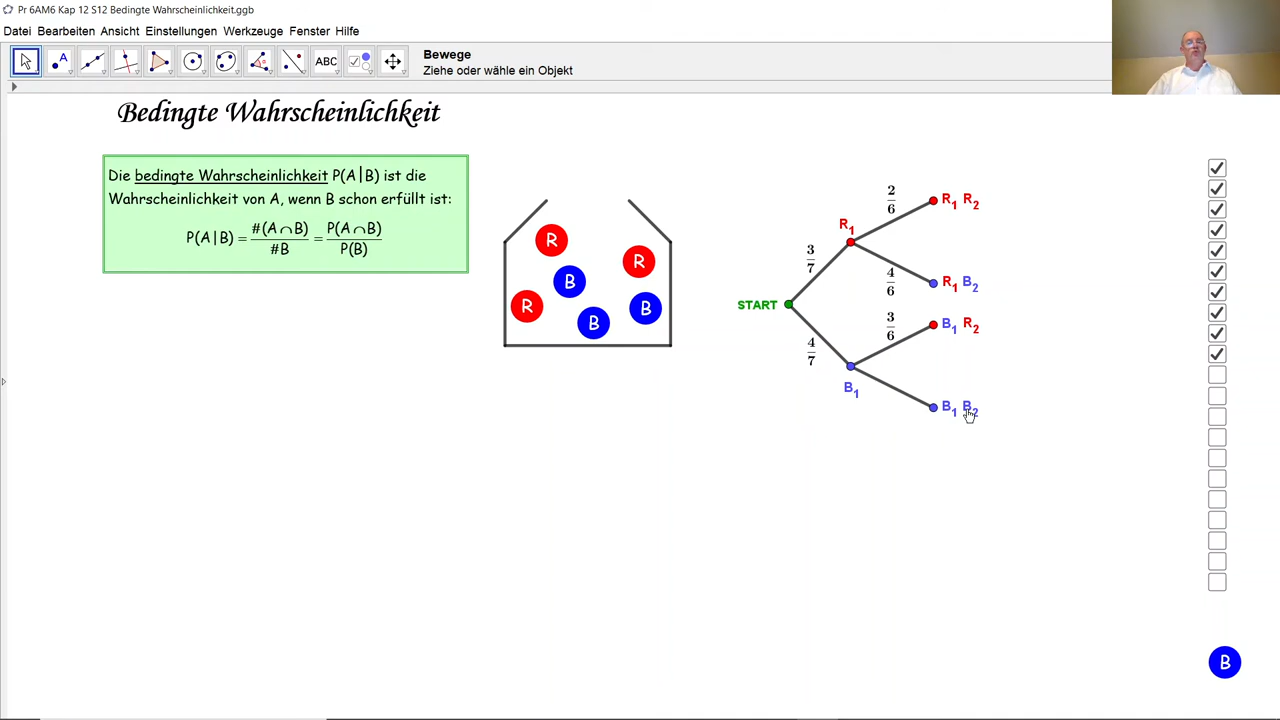 Pr 6AM6 Kap 12 S12 Bedingte Wahrscheinlichkeit.ggb
Datei Bearbeiten Ansicht Einstellungen Werkzeuge Fenster Hilfe
A
ABC
Bewege
Ziehe oder wähle ein Objekt
Bedingte Wahrscheinlichkeit
Die bedingte Wahrscheinlichkeit P(A|B) ist die
Wahrscheinlichkeit von A, wenn B schon erfüllt ist:
P(A|B) = #(A∩B)/#B = P(A∩B)/P(B)
R
R
B
R
B
B
START
3/7
4/7
R₁
B₁
2/6
4/6
3/6
R₁ R₂
R₁ B₂
B₁ R₂
B₁ B₂
B